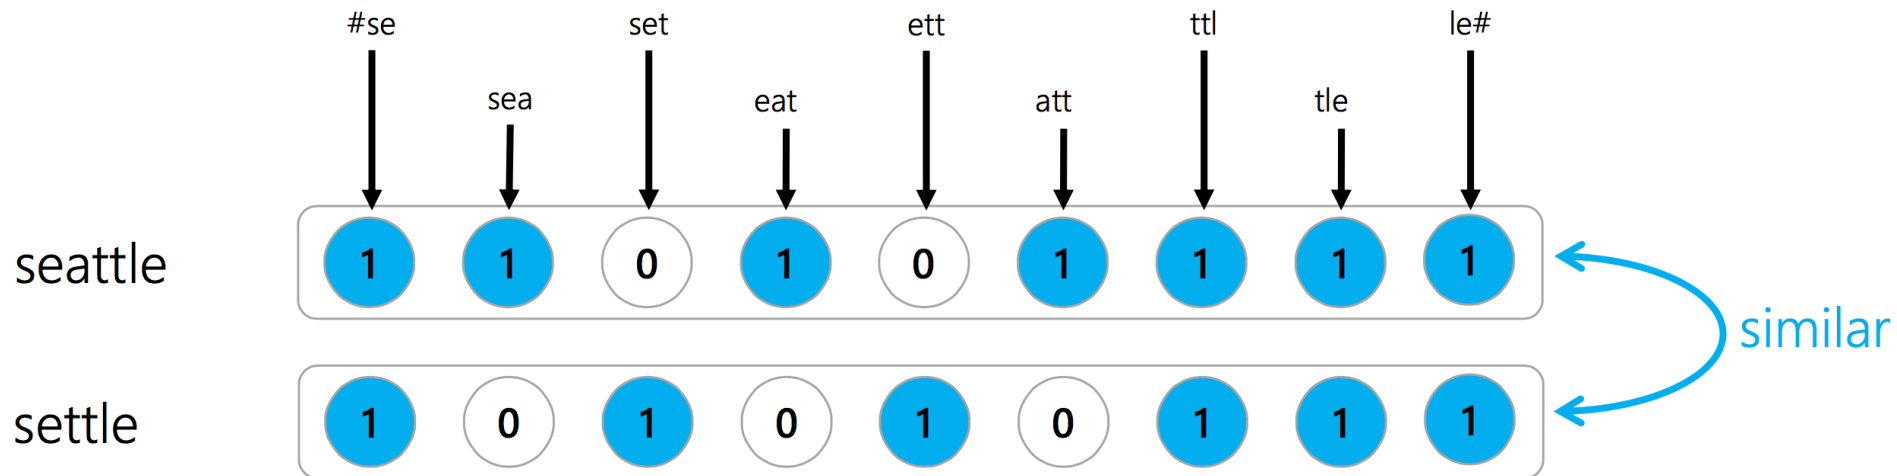 #se set ett ttl le#
sea eat att tle
seattle 1 1 0 1 0 1 1 1 1
similar
settle 1 0 1 0 1 0 1 1 1